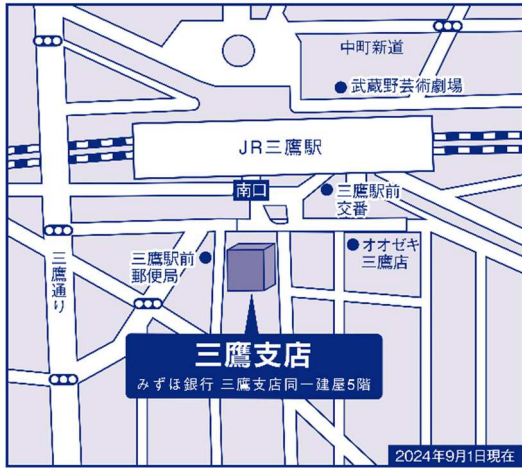 中町新道
武蔵野芸術劇場
JR三鷹駅
南口
三鷹駅前
交番
三鷹通り
三鷹駅前
郵便局
オオゼキ
三鷹店
三鷹支店
みずほ銀行 三鷹支店同一建屋5階
2024年9月1日現在